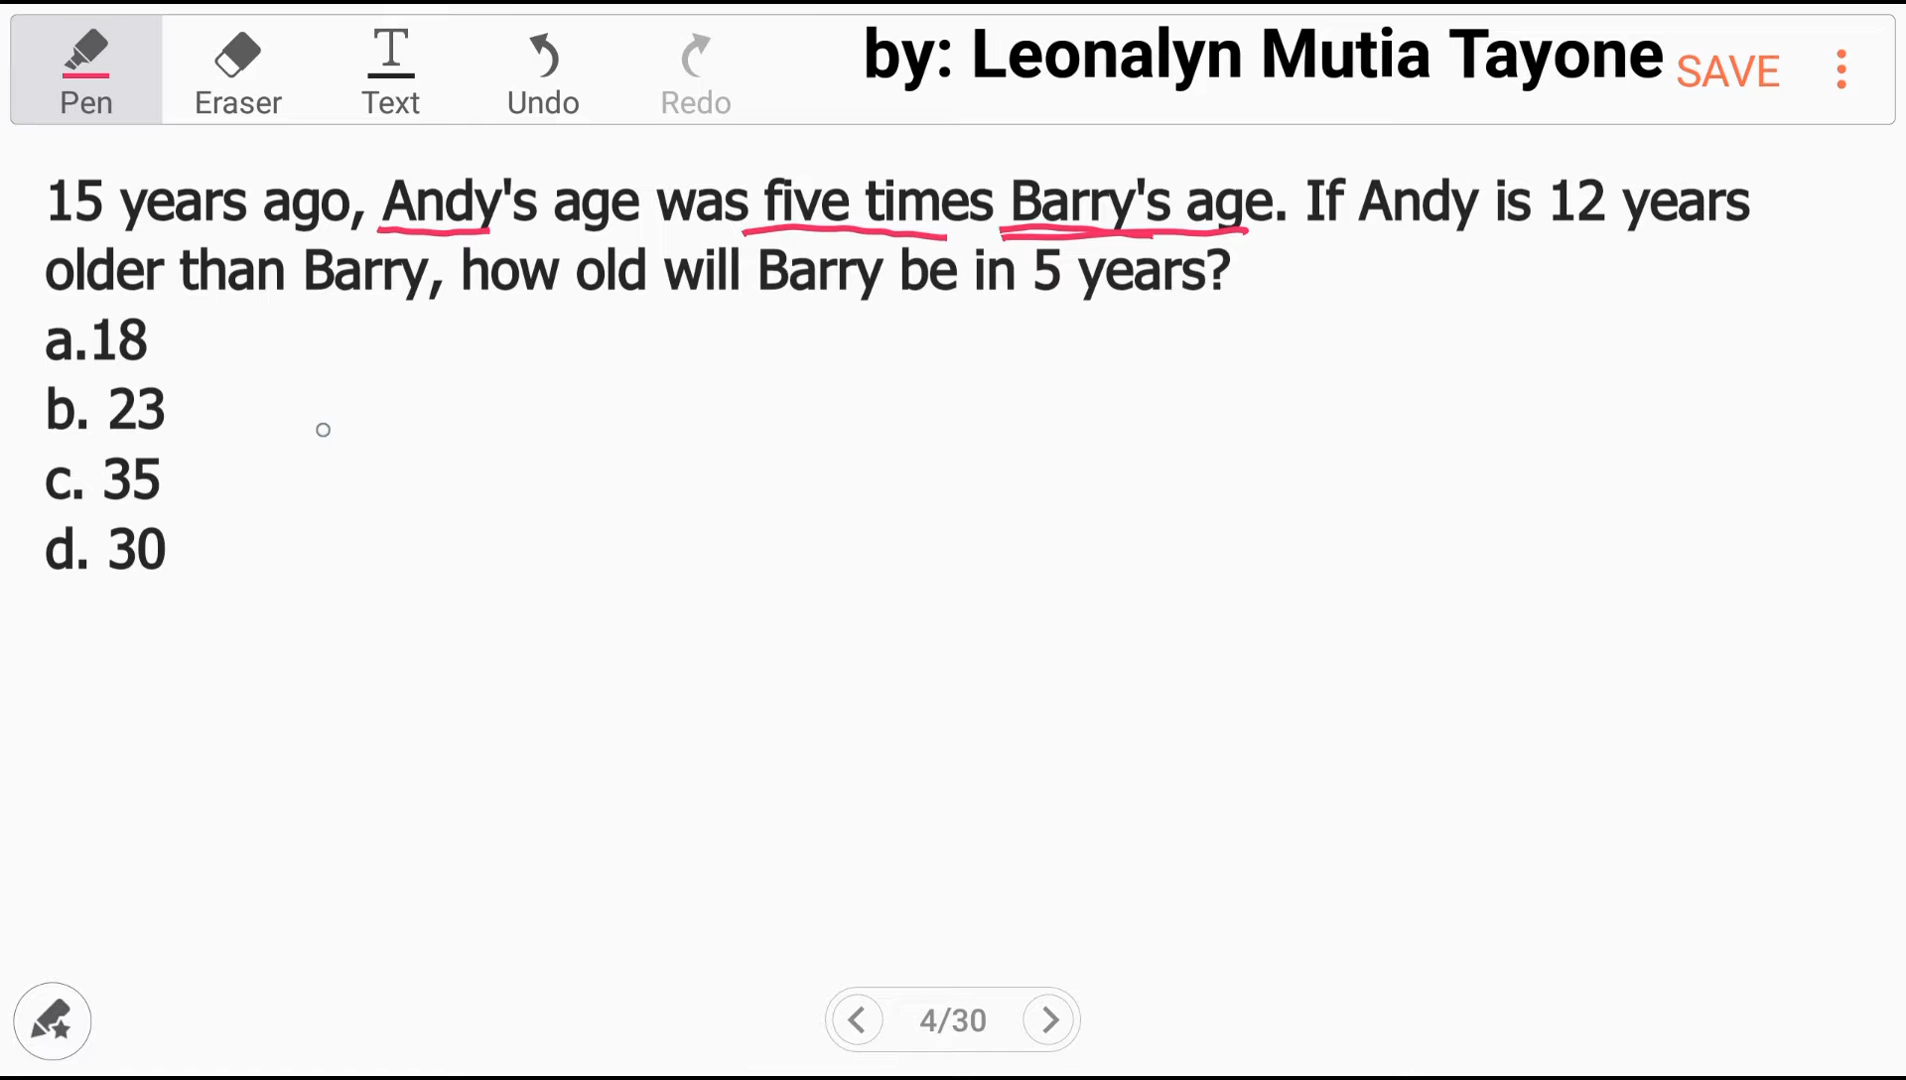 by: Leonalyn Mutia Tayone
SAVE
Pen
Eraser
Text
Undo
Redo
15 years ago, Andy's age was five times Barry's age. If Andy is 12 years
older than Barry, how old will Barry be in 5 years?
a.18
b. 23
c. 35
d. 30
4/30